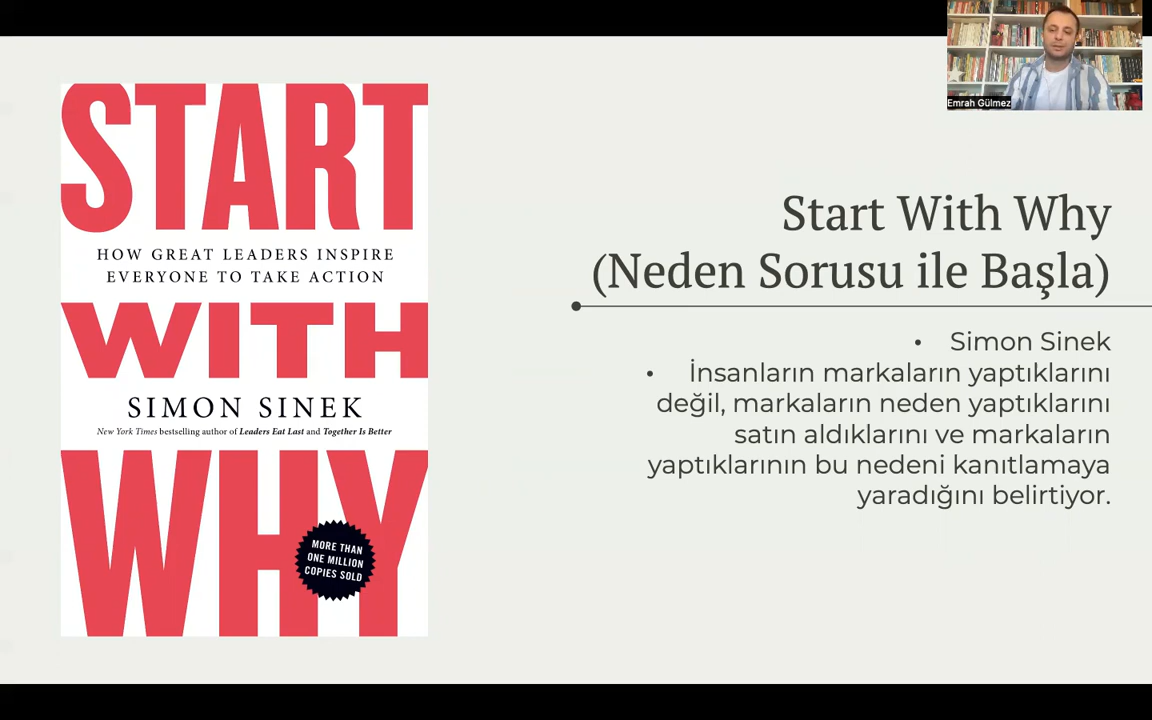 START
HOW GREAT LEADERS INSPIRE
EVERYONE TO TAKE ACTION
WITH
SIMON SINEK
New York Times bestselling author of Leaders Eat Last and Together Is Better
WHY
MORE THAN
ONE MILLION
COPIES SOLD
Emrah Gülmez
Start With Why
(Neden Sorusu ile Başla)
• Simon Sinek
• İnsanların markaların yaptıklarını
değil, markaların neden yaptıklarını
satın aldıklarını ve markaların
yaptıklarının bu nedeni kanıtlamaya
yaradığını belirtiyor.